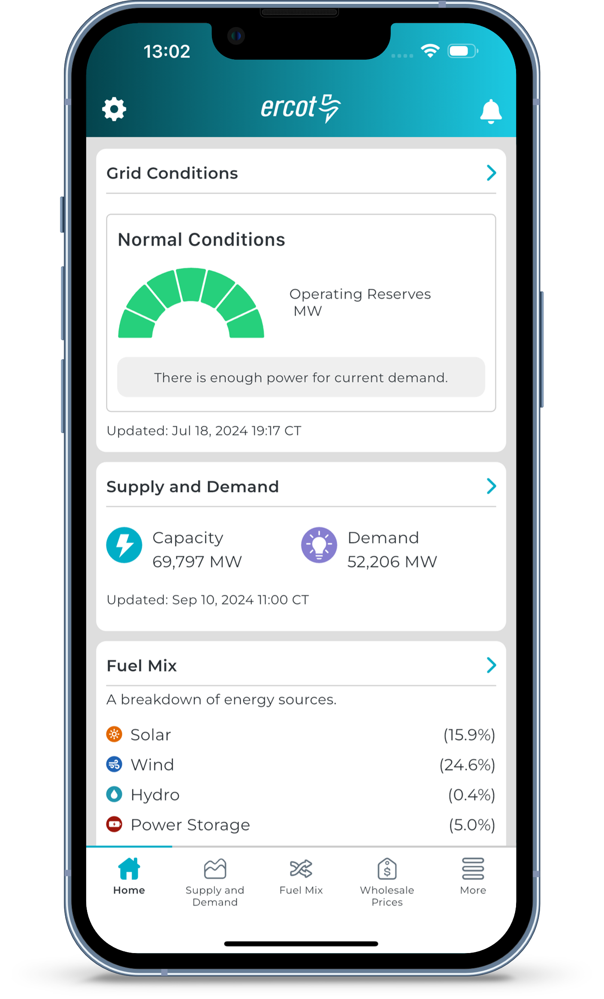 13:02
ercot
Grid Conditions
Normal Conditions
Operating Reserves
MW
There is enough power for current demand.
Updated: Jul 18, 2024 19:17 CT
Supply and Demand
Capacity
69,797 MW
Demand
52,206 MW
Updated: Sep 10, 2024 11:00 CT
Fuel Mix
A breakdown of energy sources.
Solar (15.9%)
Wind (24.6%)
Hydro (0.4%)
Power Storage (5.0%)
Home
Supply and
Demand
Fuel Mix
$
Wholesale
Prices
More